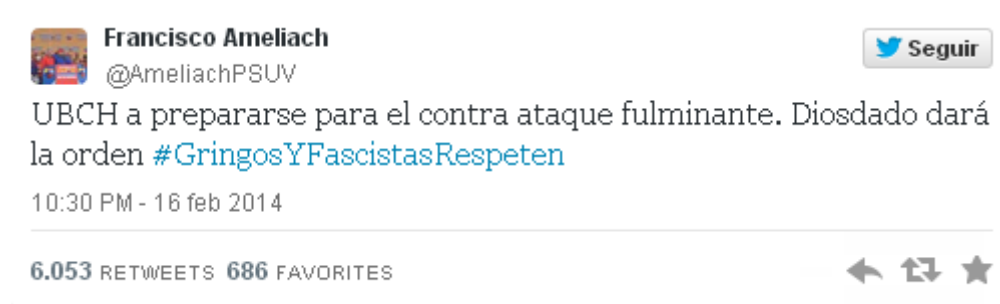 Francisco Ameliach
@AmeliachPSUV
Seguir
UBCH a prepararse para el contra ataque fulminante. Diosdado dará
la orden #GringosYFascistasRespeten
10:30 PM - 16 feb 2014
6.053 RETWEETS 686 FAVORITES